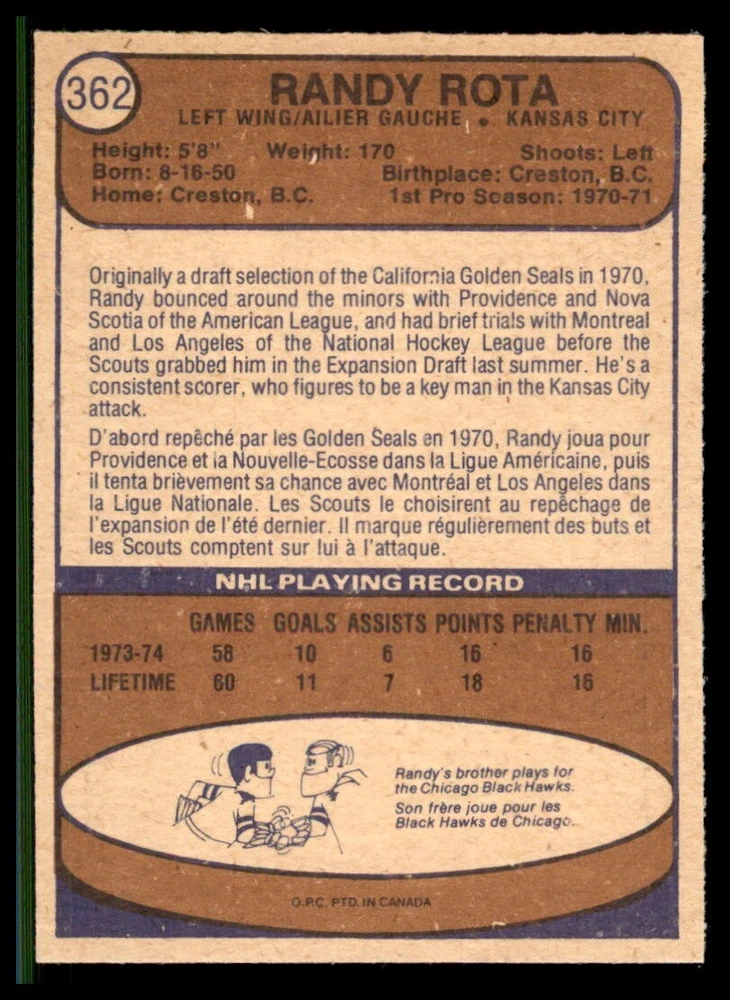 362
RANDY ROTA
LEFT WING/AILIER GAUCHE • KANSAS CITY
Height: 5'8" Weight: 170 Shoots: Left
Born: 8-16-50 Birthplace: Creston, B.C.
Home: Creston, B.C. 1st Pro Season: 1970-71
Originally a draft selection of the California Golden Seals in 1970,
Randy bounced around the minors with Providence and Nova
Scotia of the American League, and had brief trials with Montreal
and Los Angeles of the National Hockey League before the
Scouts grabbed him in the Expansion Draft last summer. He's a
consistent scorer, who figures to be a key man in the Kansas City
attack.
D'abord repêché par les Golden Seals en 1970, Randy joua pour
Providence et la Nouvelle-Ecosse dans la Ligue Américaine, puis
il tenta brièvement sa chance avec Montréal et Los Angeles dans
la Ligue Nationale. Les Scouts le choisirent au repêchage de
l'expansion de l'été dernier. Il marque régulièrement des buts et
les Scouts comptent sur lui à l'attaque.
NHL PLAYING RECORD
GAMES GOALS ASSISTS POINTS PENALTY MIN.
1973-74 58 10 6 16 16
LIFETIME 60 11 7 18 16
Randy's brother plays for
the Chicago Black Hawks.
Son frère joue pour les
Black Hawks de Chicago.
O.P.C. PTD. IN CANADA